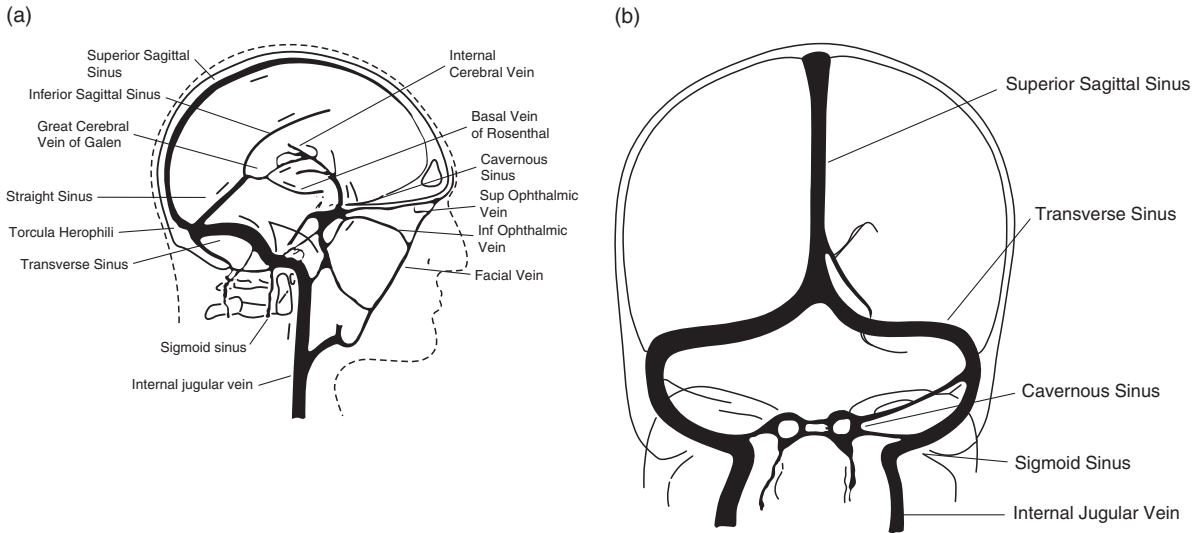 (a)
Superior Sagittal
Sinus
Inferior Sagittal Sinus
Great Cerebral
Vein of Galen
Straight Sinus
Torcula Herophili
Transverse Sinus
Sigmoid sinus
Internal jugular vein
Internal
Cerebral Vein
Basal Vein
of Rosenthal
Cavernous
Sinus
Sup Ophthalmic
Vein
Inf Ophthalmic
Vein
Facial Vein
(b)
Superior Sagittal Sinus
Transverse Sinus
Cavernous Sinus
Sigmoid Sinus
Internal Jugular Vein